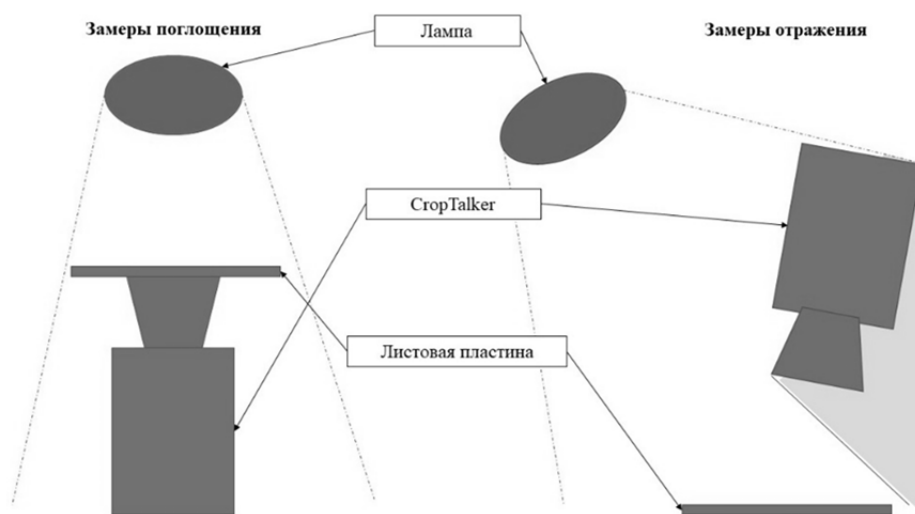 Замеры поглощения
Лампа
Замеры отражения
CropTalker
Листовая пластина